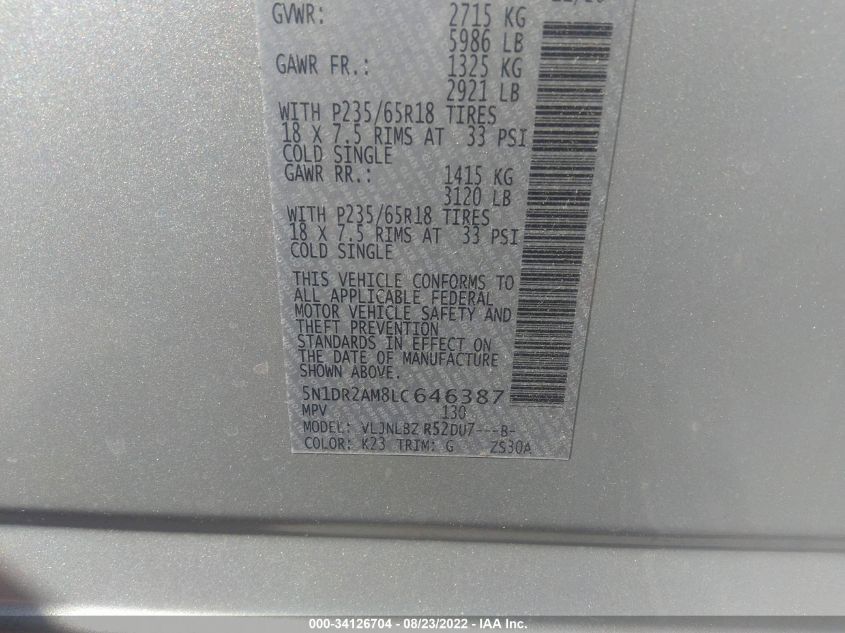 GVWR: 2715 KG
5986 LB
GAWR FR.: 1325 KG
2921 LB
WITH P235/65R18 TIRES
18 X 7.5 RIMS AT 33 PSI
COLD SINGLE
GAWR RR.: 1415 KG
3120 LB
WITH P235/65R18 TIRES
18 X 7.5 RIMS AT 33 PSI
COLD SINGLE
THIS VEHICLE CONFORMS TO
ALL APPLICABLE FEDERAL
MOTOR VEHICLE SAFETY AND
THEFT PREVENTION
STANDARDS IN EFFECT ON
THE DATE OF MANUFACTURE
SHOWN ABOVE.
5N1DR2AM8LC646387
MPV 130
MODEL: VLJNLBZ R52DU7---B-
COLOR: K23 TRIM: G ZS30A
000-34126704 - 08/23/2022 - IAA Inc.